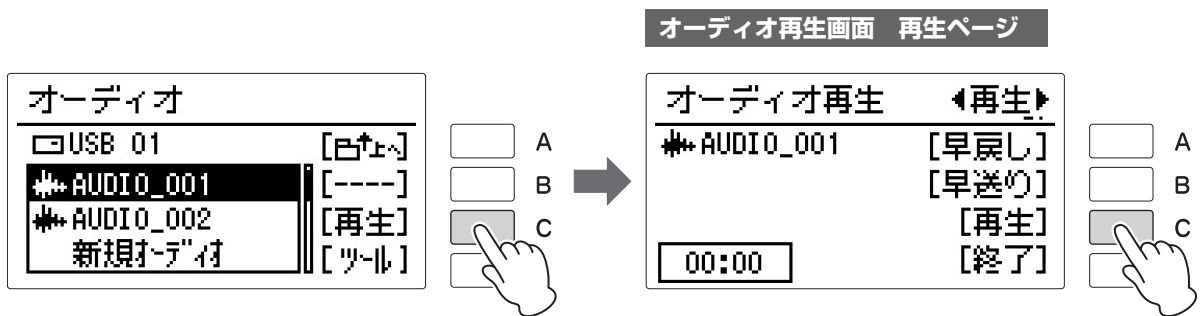 オーディオ再生画面　再生ページ
オーディオ
USB 01
[上へ]
AUDIO_001
[----]
AUDIO_002
[再生]
新規オーディオ
[ツール]
A
B
C
オーディオ再生
再生
AUDIO_001
[早戻し]
[早送り]
[再生]
00:00
[終了]
A
B
C